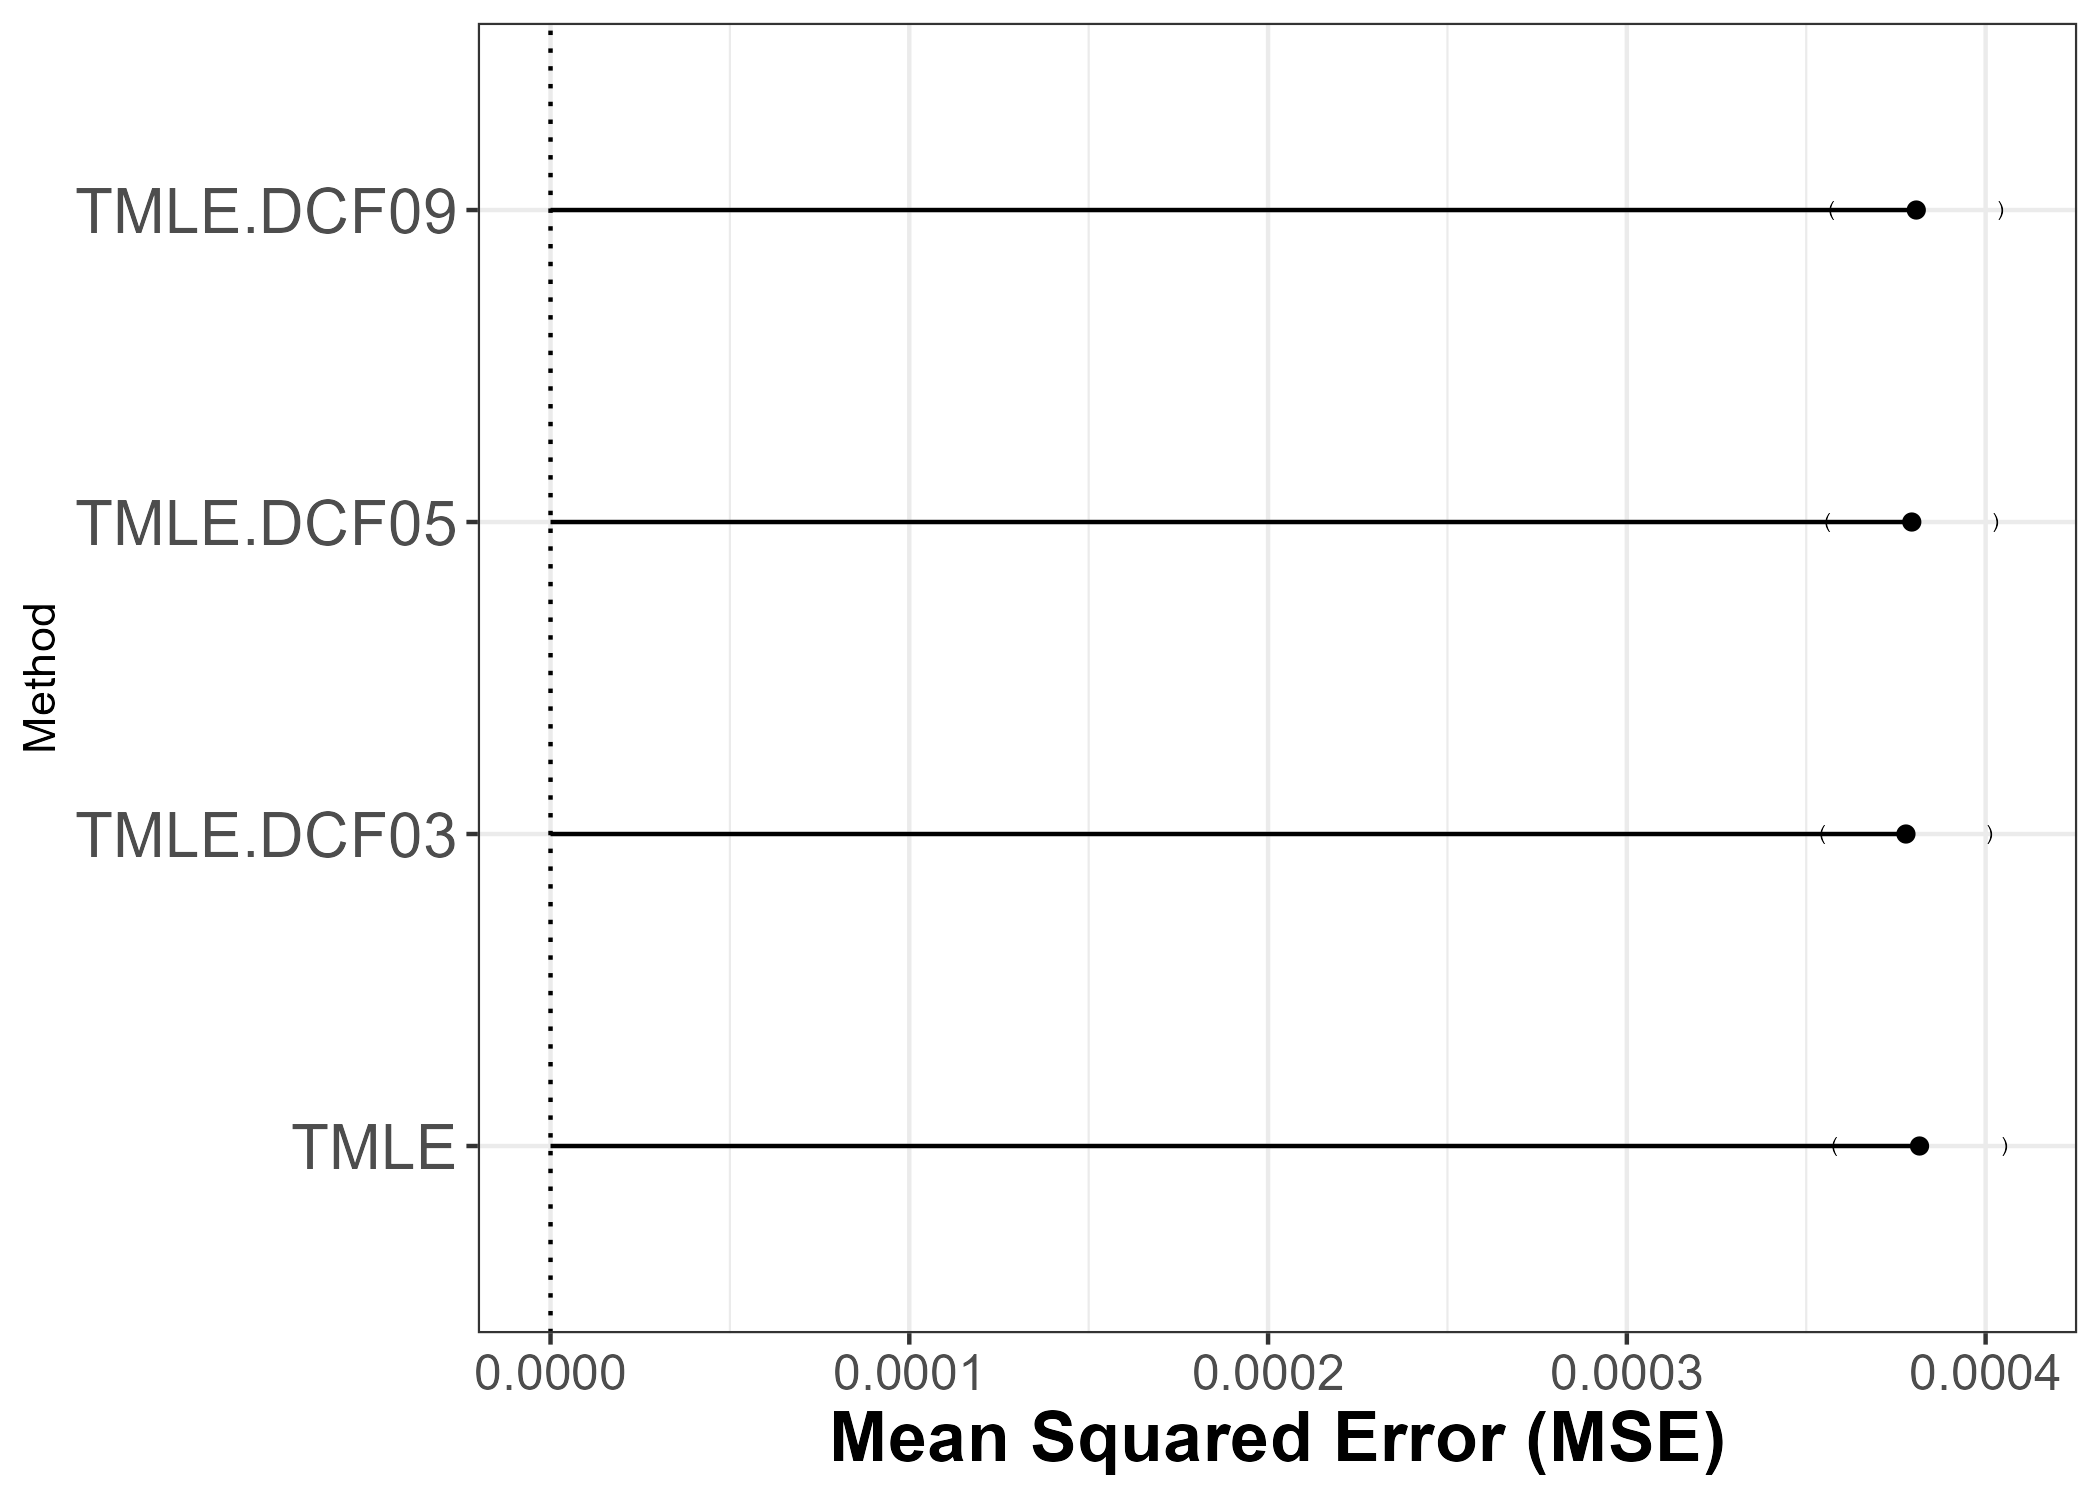 TMLE.DCF09
( )
TMLE.DCF05
( )
Method
TMLE.DCF03
( )
TMLE
( )
0.0000 0.0001 0.0002 0.0003 0.0004
Mean Squared Error (MSE)